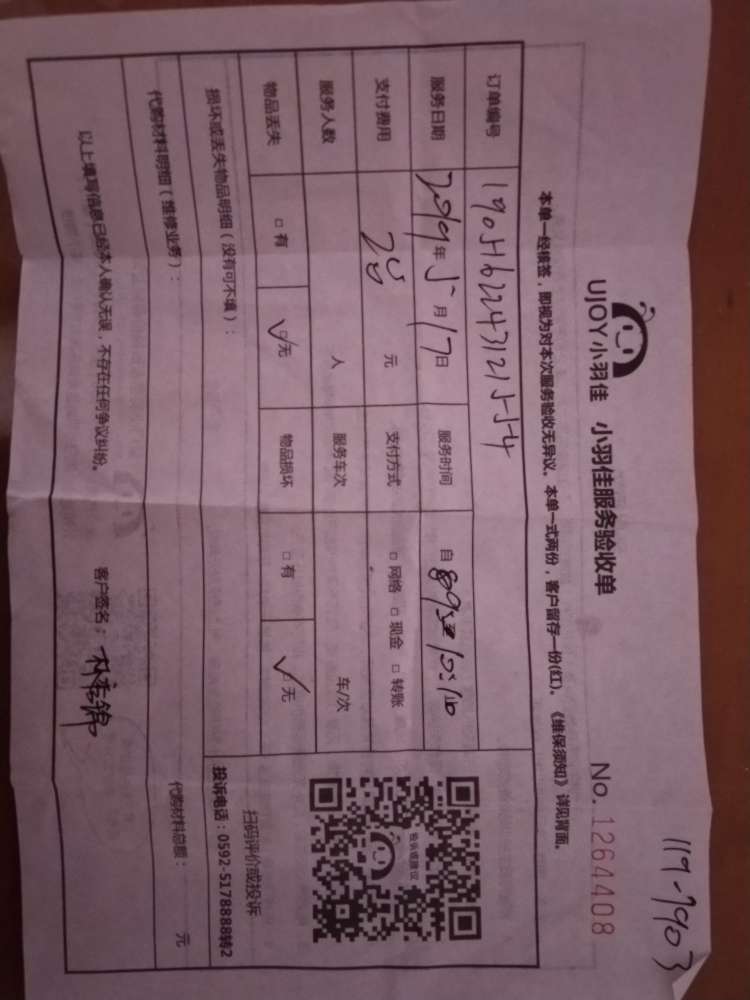 119-1903
UJOY小羽佳 小羽佳服务验收单
No. 1264408
本单一经核签，即视为对本次服务验收无异议。本单一式两份，客户留存一份(红)。《维保须知》详见背面。
订单编号 1905162243121554
服务日期 2019年5月17日 服务时间 自
支付费用 元 支付方式 □ 网络 □ 现金 □ 转账
服务人数 人 服务车次 车/次
物品丢失 □ 有 □ 无 物品损坏 □ 有 □ 无
投诉或建议
扫码评价或投诉
投诉电话：0592-5178888转2
损坏或丢失物品明细（没有可不填）：
代购材料明细（维修业务）：
代购材料总额： 元
以上填写信息已经本人确认无误，不存在任何争议纠纷。
客户签名：